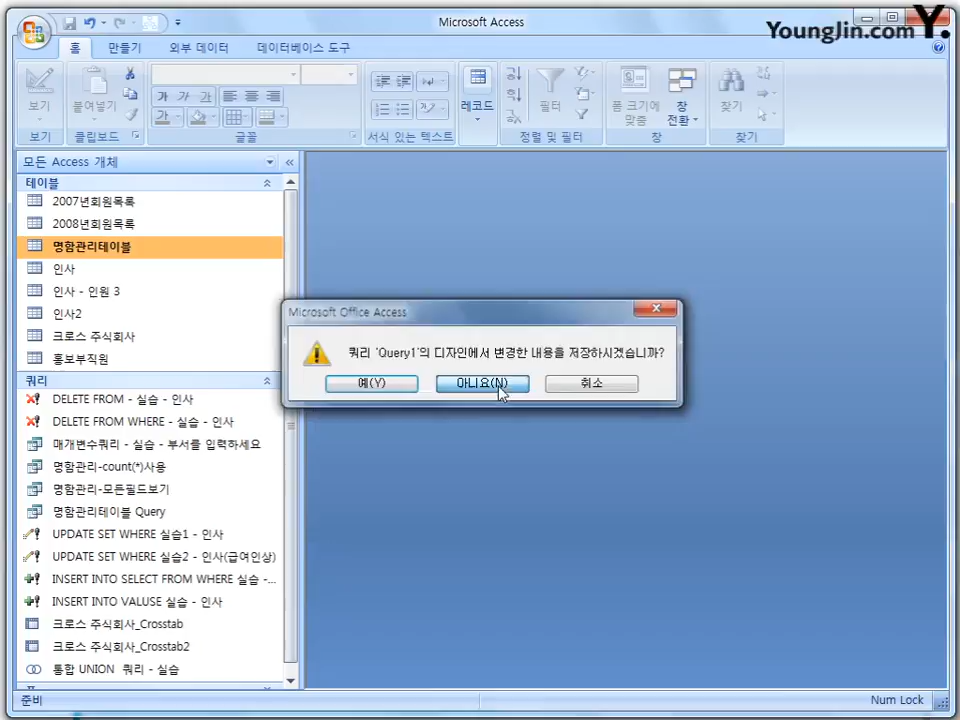 Microsoft Access
YoungJin.com Y.
홈 만들기 외부 데이터 데이터베이스 도구
보기 붙여넣기 가 가 가 레코드 필터 폼 크기에 맞춤 창 전환 찾기
보기 클립보드 글꼴 서식 있는 텍스트 정렬 및 필터 창 찾기
모든 Access 개체
테이블
2007년회원목록
2008년회원목록
명함관리테이블
인사
인사 - 인원 3
인사2
크로스 주식회사
홍보부직원
쿼리
DELETE FROM - 실습 - 인사
DELETE FROM WHERE - 실습 - 인사
매개변수쿼리 - 실습 - 부서를 입력하세요
명함관리-count(*)사용
명함관리-모든필드보기
명함관리테이블 Query
UPDATE SET WHERE 실습1 - 인사
UPDATE SET WHERE 실습2 - 인사(급여인상)
INSERT INTO SELECT FROM WHERE 실습 -...
INSERT INTO VALUSE 실습 - 인사
크로스 주식회사_Crosstab
크로스 주식회사_Crosstab2
통합 UNION 쿼리 - 실습
Microsoft Office Access
쿼리 'Query1'의 디자인에서 변경한 내용을 저장하시겠습니까?
예(Y) 아니요(N) 취소
준비 Num Lock